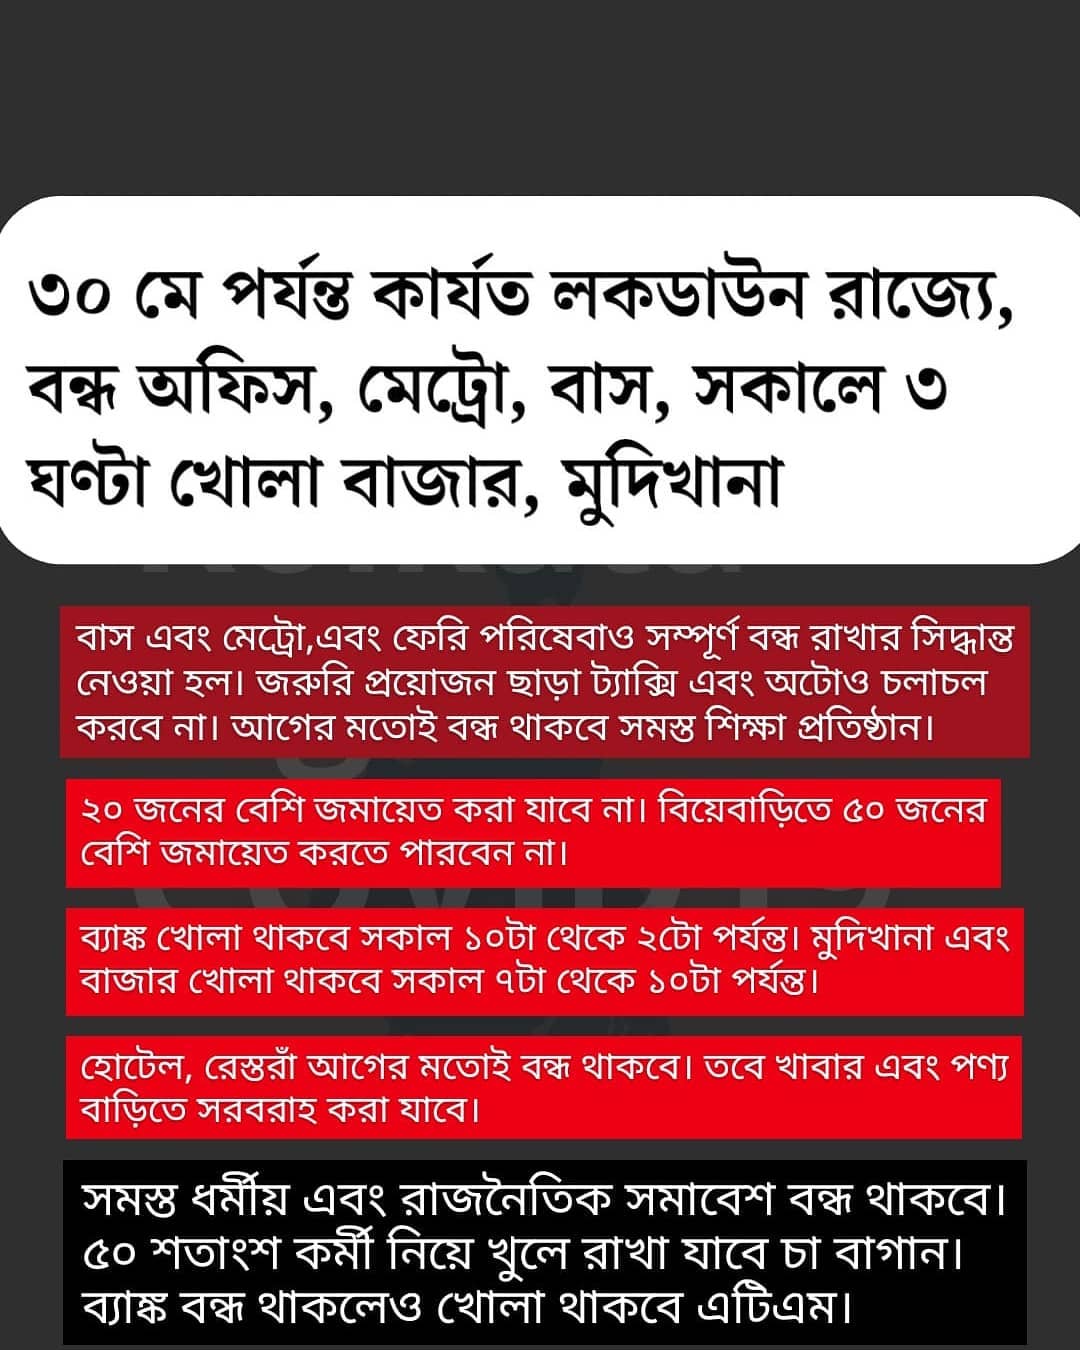 ৩০ মে পর্যন্ত কার্যত লকডাউন রাজ্যে,
বন্ধ অফিস, মেট্রো, বাস, সকালে ৩
ঘণ্টা খোলা বাজার, মুদিখানা
বাস এবং মেট্রো,এবং ফেরি পরিষেবাও সম্পূর্ণ বন্ধ রাখার সিদ্ধান্ত
নেওয়া হল। জরুরি প্রয়োজন ছাড়া ট্যাক্সি এবং অটোও চলাচল
করবে না। আগের মতোই বন্ধ থাকবে সমস্ত শিক্ষা প্রতিষ্ঠান।
২০ জনের বেশি জমায়েত করা যাবে না। বিয়েবাড়িতে ৫০ জনের
বেশি জমায়েত করতে পারবেন না।
ব্যাঙ্ক খোলা থাকবে সকাল ১০টা থেকে ২টো পর্যন্ত। মুদিখানা এবং
বাজার খোলা থাকবে সকাল ৭টা থেকে ১০টা পর্যন্ত।
হোটেল, রেস্তরাঁ আগের মতোই বন্ধ থাকবে। তবে খাবার এবং পণ্য
বাড়িতে সরবরাহ করা যাবে।
সমস্ত ধর্মীয় এবং রাজনৈতিক সমাবেশ বন্ধ থাকবে।
৫০ শতাংশ কর্মী নিয়ে খুলে রাখা যাবে চা বাগান।
ব্যাঙ্ক বন্ধ থাকলেও খোলা থাকবে এটিএম।